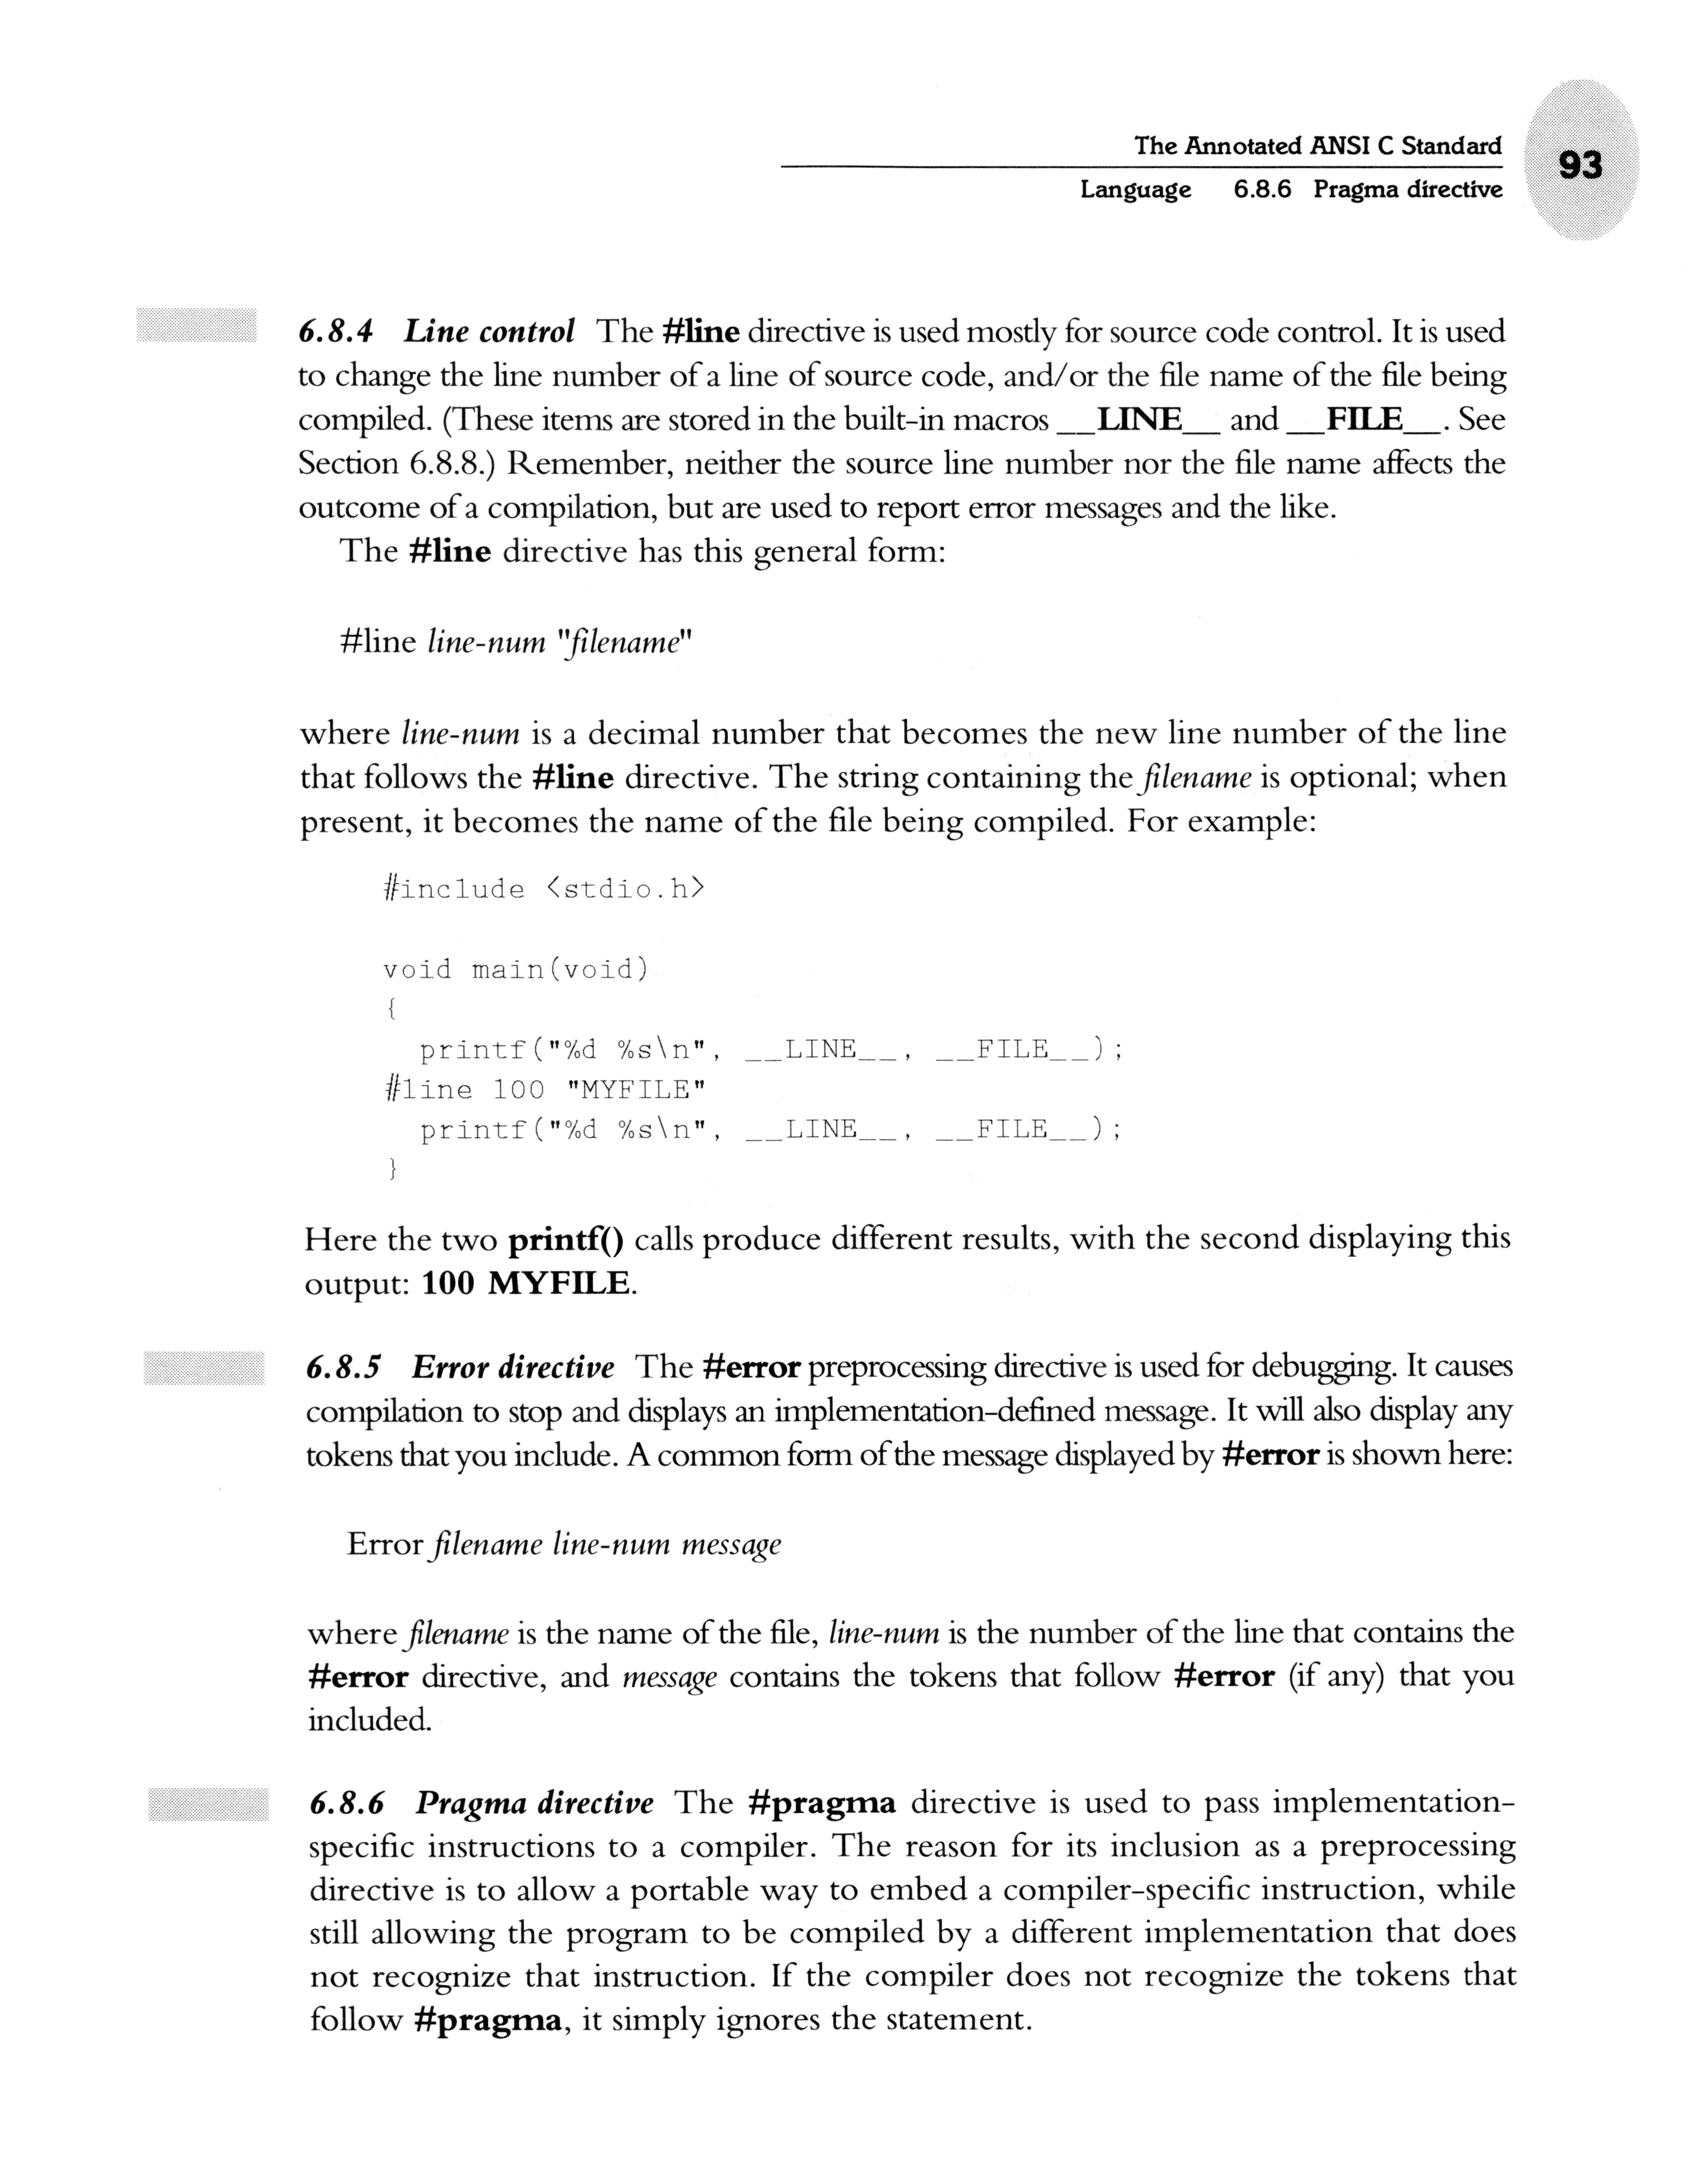 The Annotated ANSI C Standard
93
Language 6.8.6 Pragma directive
6.8.4 Line control The #line directive is used mostly for source code control. It is used
to change the line number of a line of source code, and/or the file name of the file being
compiled. (These items are stored in the built-in macros __LINE__ and __FILE__. See
Section 6.8.8.) Remember, neither the source line number nor the file name affects the
outcome of a compilation, but are used to report error messages and the like.
The #line directive has this general form:
#line line-num "filename"
where line-num is a decimal number that becomes the new line number of the line
that follows the #line directive. The string containing the filename is optional; when
present, it becomes the name of the file being compiled. For example:
#include <stdio.h>
void main(void)
{
printf("%d %s\n", __LINE__, __FILE__);
#line 100 "MYFILE"
printf("%d %s\n", __LINE__, __FILE__);
}
Here the two printf() calls produce different results, with the second displaying this
output: 100 MYFILE.
6.8.5 Error directive The #error preprocessing directive is used for debugging. It causes
compilation to stop and displays an implementation-defined message. It will also display any
tokens that you include. A common form of the message displayed by #error is shown here:
Error filename line-num message
where filename is the name of the file, line-num is the number of the line that contains the
#error directive, and message contains the tokens that follow #error (if any) that you
included.
6.8.6 Pragma directive The #pragma directive is used to pass implementation-
specific instructions to a compiler. The reason for its inclusion as a preprocessing
directive is to allow a portable way to embed a compiler-specific instruction, while
still allowing the program to be compiled by a different implementation that does
not recognize that instruction. If the compiler does not recognize the tokens that
follow #pragma, it simply ignores the statement.